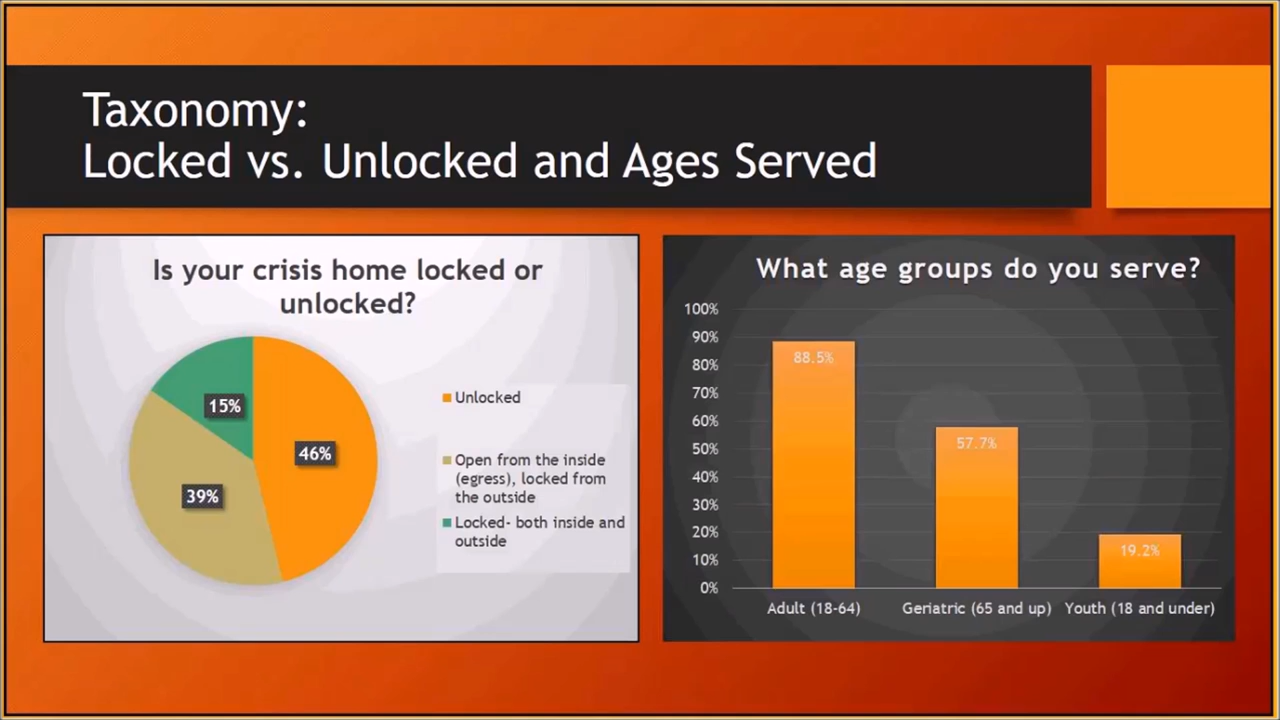 Taxonomy:
Locked vs. Unlocked and Ages Served
Is your crisis home locked or
unlocked?
15%
46%
39%
Unlocked
Open from the inside
(egress), locked from
the outside
Locked- both inside and
outside
What age groups do you serve?
100%
90%
80%
70%
60%
50%
40%
30%
20%
10%
0%
88.5%
57.7%
19.2%
Adult (18-64)
Geriatric (65 and up)
Youth (18 and under)